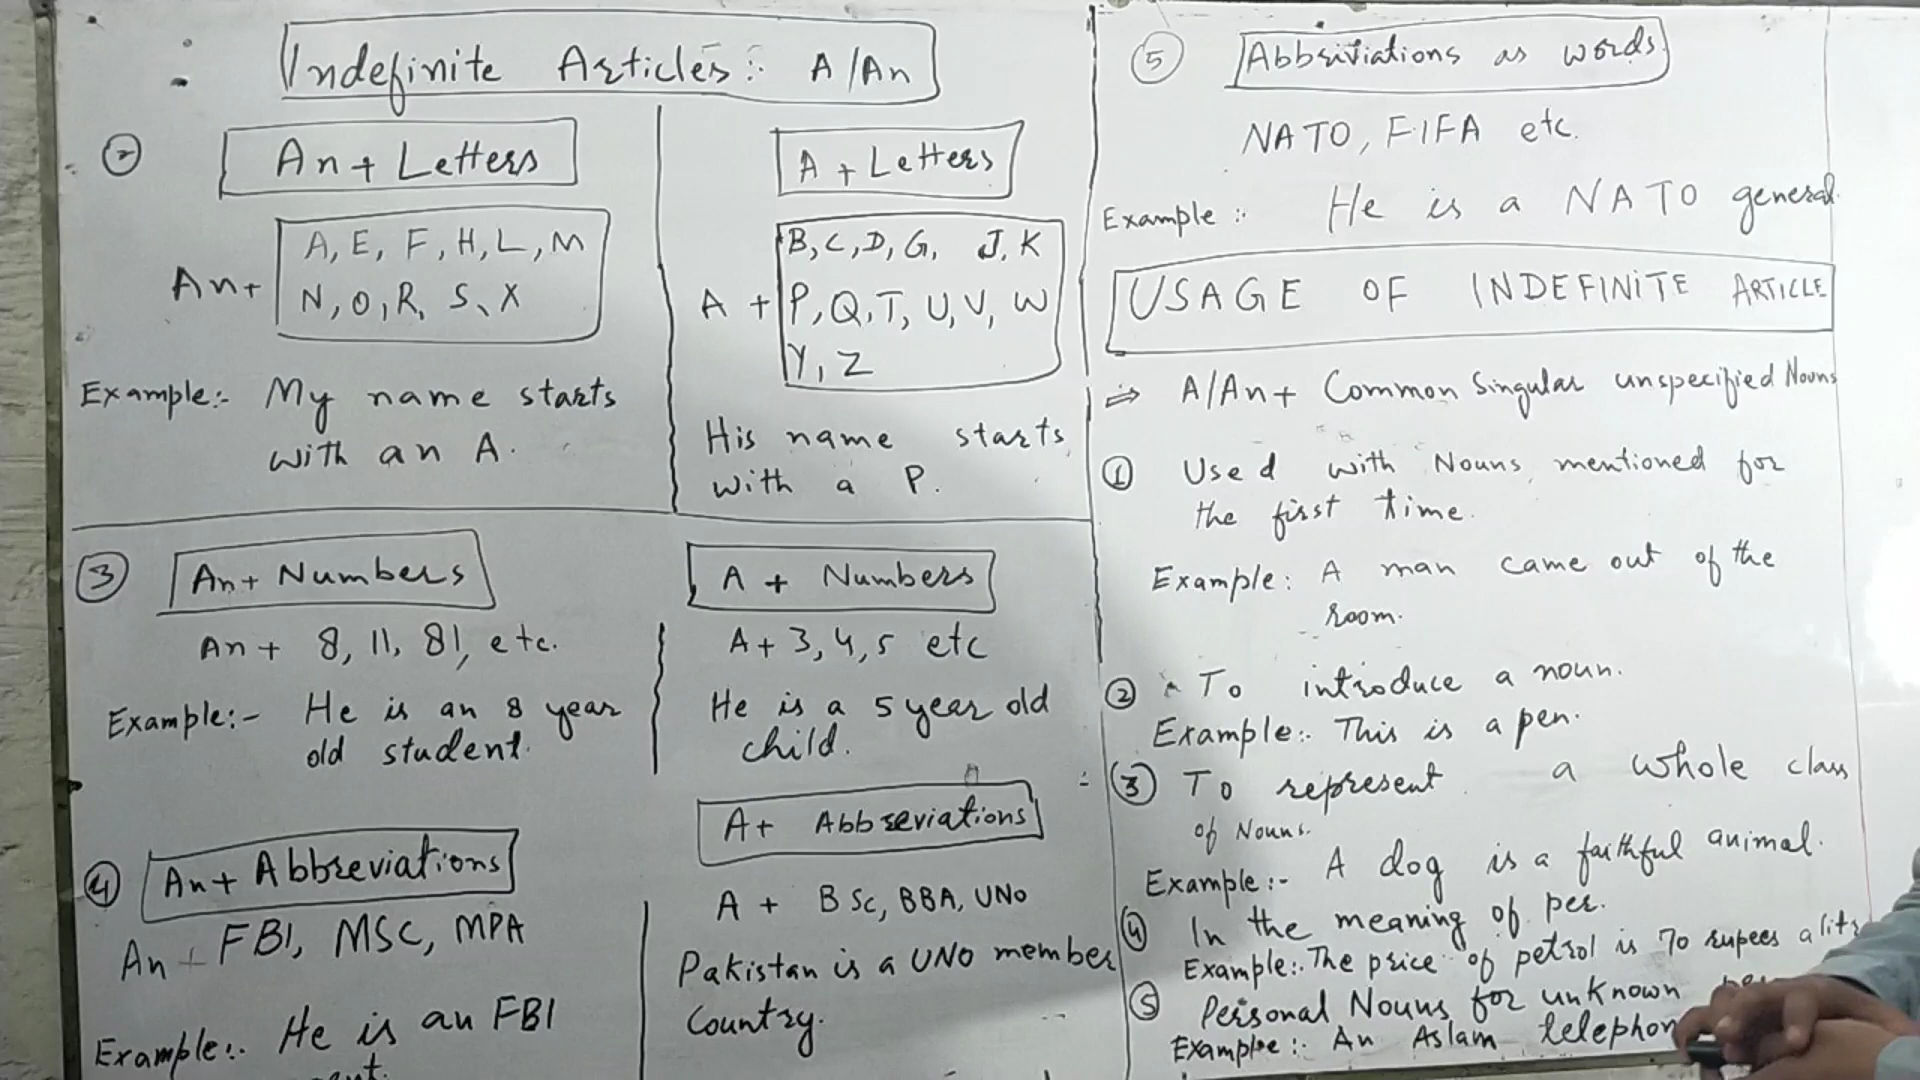 Indefinite Articles:- A/An
2
An + Letters
An+
A, E, F, H, L, M
N, O, R, S, X
Example:- My name starts
with an A.
A + Letters
A +
B, C, D, G, J, K
P, Q, T, U, V, W
Y, Z
His name starts
with a P.
3
An+ Numbers
An+ 8, 11, 81, etc.
Example:- He is an 8 year
old student.
A + Numbers
A+ 3, 4, 5 etc
He is a 5 year old
child.
4
An+ Abbreviations
An + FBI, MSC, MPA
Example:. He is an FBI
A+ Abbreviations
A + BSc, BBA, UNO
Pakistan is a UNO member
Country.
5
Abbriviations as words
NATO, FIFA etc.
Example:- He is a NATO general.
USAGE OF INDEFINITE ARTICLE
⇒ A/An+ Common Singular unspecified Nouns
1 Used with Nouns mentioned for
the first time.
Example: A man came out of the
room.
2 To introduce a noun.
Example:. This is a pen.
3 To represent a whole class
of Nouns.
Example:- A dog is a faithful animal.
4 In the meaning of per.
Example:. The price of petrol is 70 rupees a
5 Personal Nouns for unknown
Example:. An Aslam